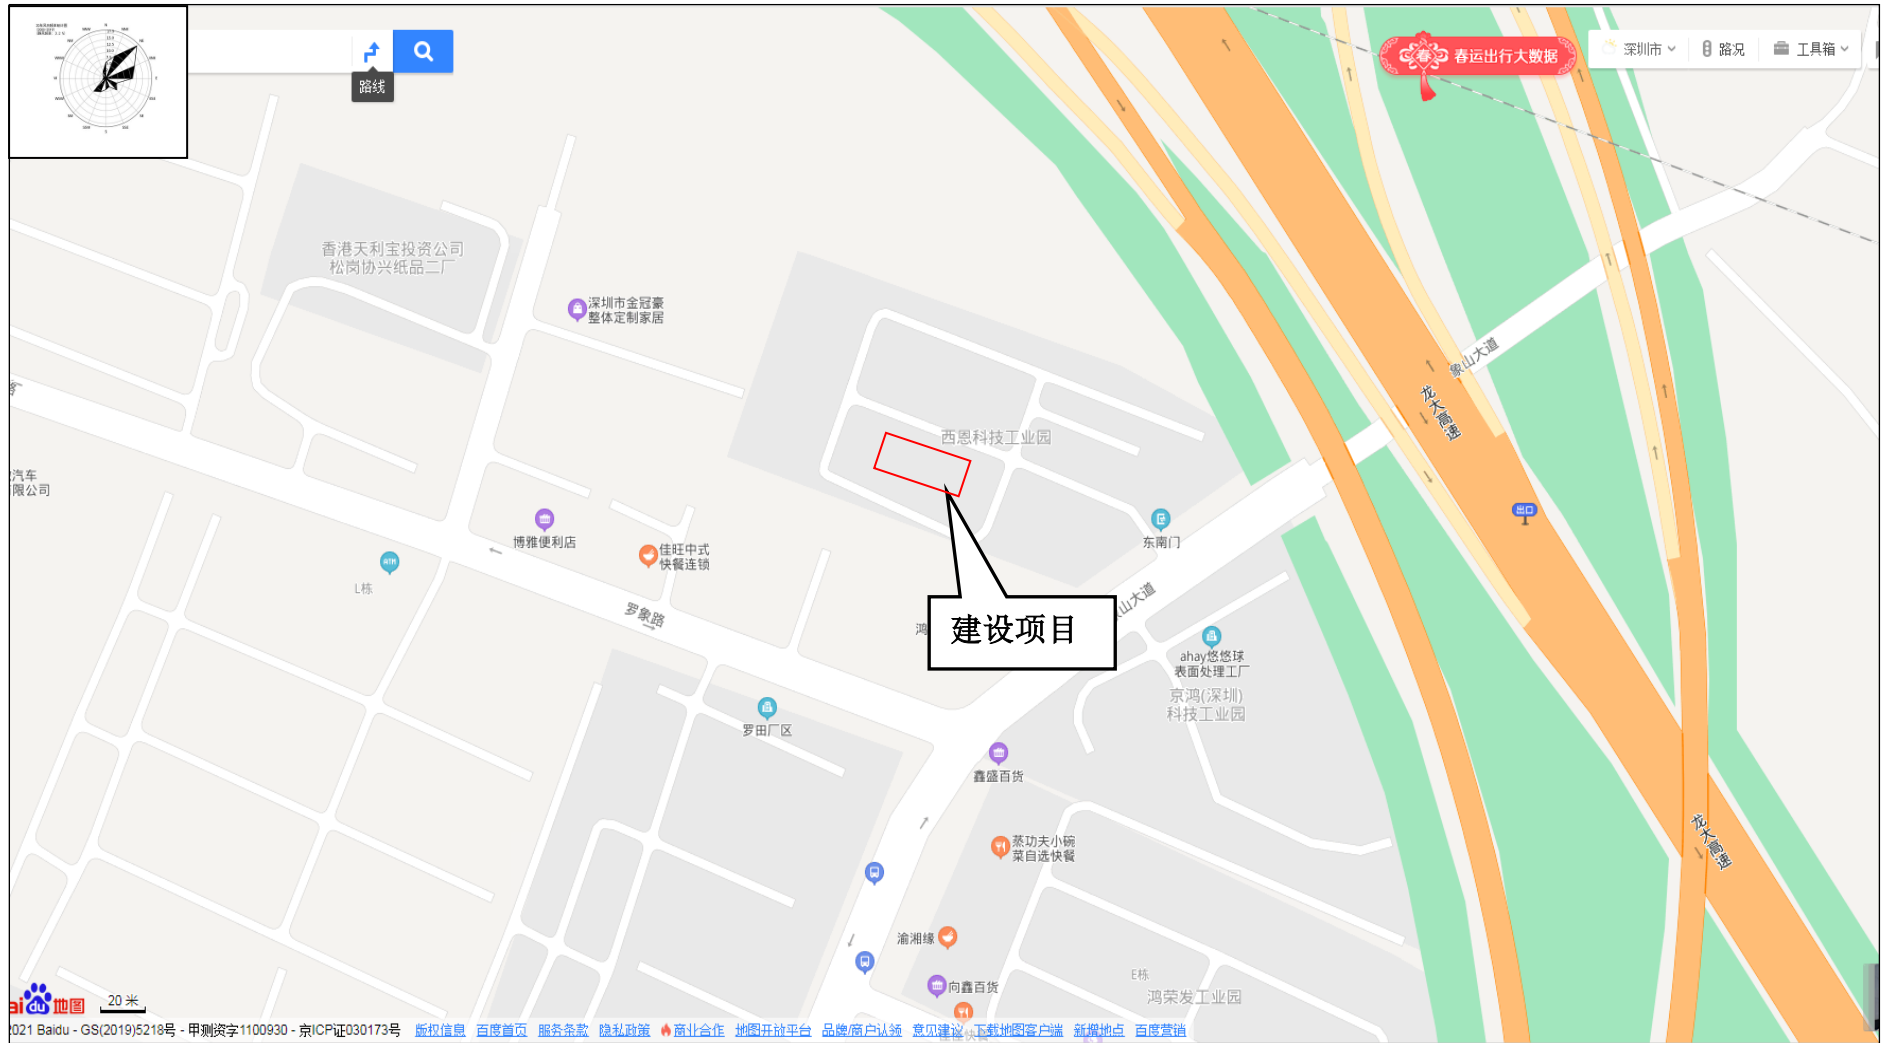 路线
春运出行大数据
深圳市
路况
工具箱
香港天利宝投资公司
松岗协兴纸品二厂
深圳市金冠豪
整体定制家居
象山大道
龙大高速
西恩科技工业园
汽车
限公司
出口
博雅便利店
佳旺中式
快餐连锁
东南门
ATM
L栋
罗象路
建设项目
山大道
鸿
ahay悠悠球
表面处理工厂
京鸿(深圳)
科技工业园
罗田厂区
鑫盛百货
蒸功夫小碗
菜自选快餐
龙大高速
渝湘缘
E栋
向鑫百货
鸿荣发工业园
ai du 地图
20 米
2021 Baidu - GS(2019)5218号 - 甲测资字1100930 - 京ICP证030173号 版权信息 百度首页 服务条款 隐私政策 商业合作 地图开放平台 品牌/商户认领 意见建议 下载地图客户端 新增地点 百度营销